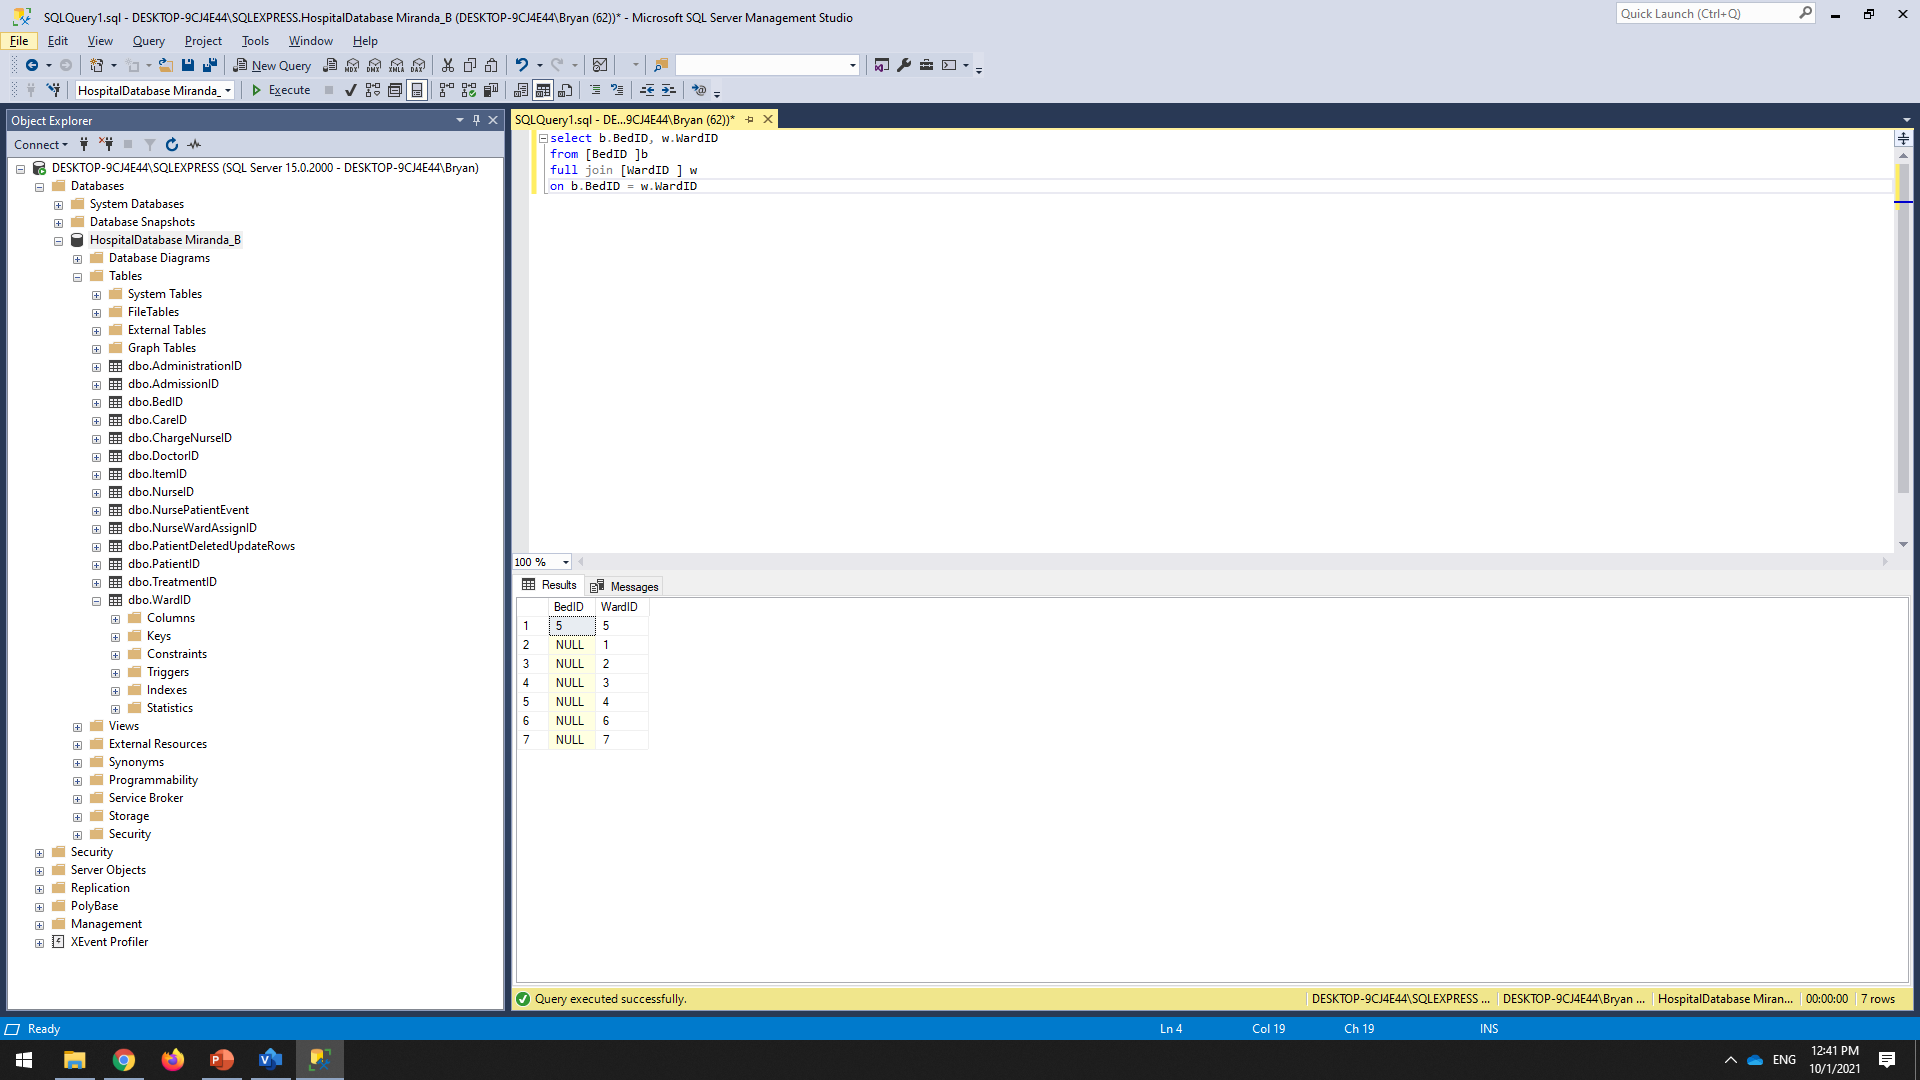 SQLQuery1.sql - DESKTOP-9CJ4E44\SQLEXPRESS.HospitalDatabase Miranda_B (DESKTOP-9CJ4E44\Bryan (62))* - Microsoft SQL Server Management Studio
Quick Launch (Ctrl+Q)
File Edit View Query Project Tools Window Help
New Query
MDX DMX XMLA DAX
HospitalDatabase Miranda_
Execute
Object Explorer
SQLQuery1.sql - DE...9CJ4E44\Bryan (62))*
Connect
DESKTOP-9CJ4E44\SQLEXPRESS (SQL Server 15.0.2000 - DESKTOP-9CJ4E44\Bryan)
Databases
System Databases
Database Snapshots
HospitalDatabase Miranda_B
Database Diagrams
Tables
System Tables
FileTables
External Tables
Graph Tables
dbo.AdministrationID
dbo.AdmissionID
dbo.BedID
dbo.CareID
dbo.ChargeNurseID
dbo.DoctorID
dbo.ItemID
dbo.NurseID
dbo.NursePatientEvent
dbo.NurseWardAssignID
dbo.PatientDeletedUpdateRows
dbo.PatientID
dbo.TreatmentID
dbo.WardID
Columns
Keys
Constraints
Triggers
Indexes
Statistics
Views
External Resources
Synonyms
Programmability
Service Broker
Storage
Security
Security
Server Objects
Replication
PolyBase
Management
XEvent Profiler
select b.BedID, w.WardID
from [BedID ]b
full join [WardID ] w
on b.BedID = w.WardID
100 %
Results Messages
BedID WardID
1 5 5
2 NULL 1
3 NULL 2
4 NULL 3
5 NULL 4
6 NULL 6
7 NULL 7
Query executed successfully.
DESKTOP-9CJ4E44\SQLEXPRESS ... DESKTOP-9CJ4E44\Bryan ... HospitalDatabase Miran... 00:00:00 7 rows
Ready
Ln 4 Col 19 Ch 19 INS
ENG
12:41 PM
10/1/2021